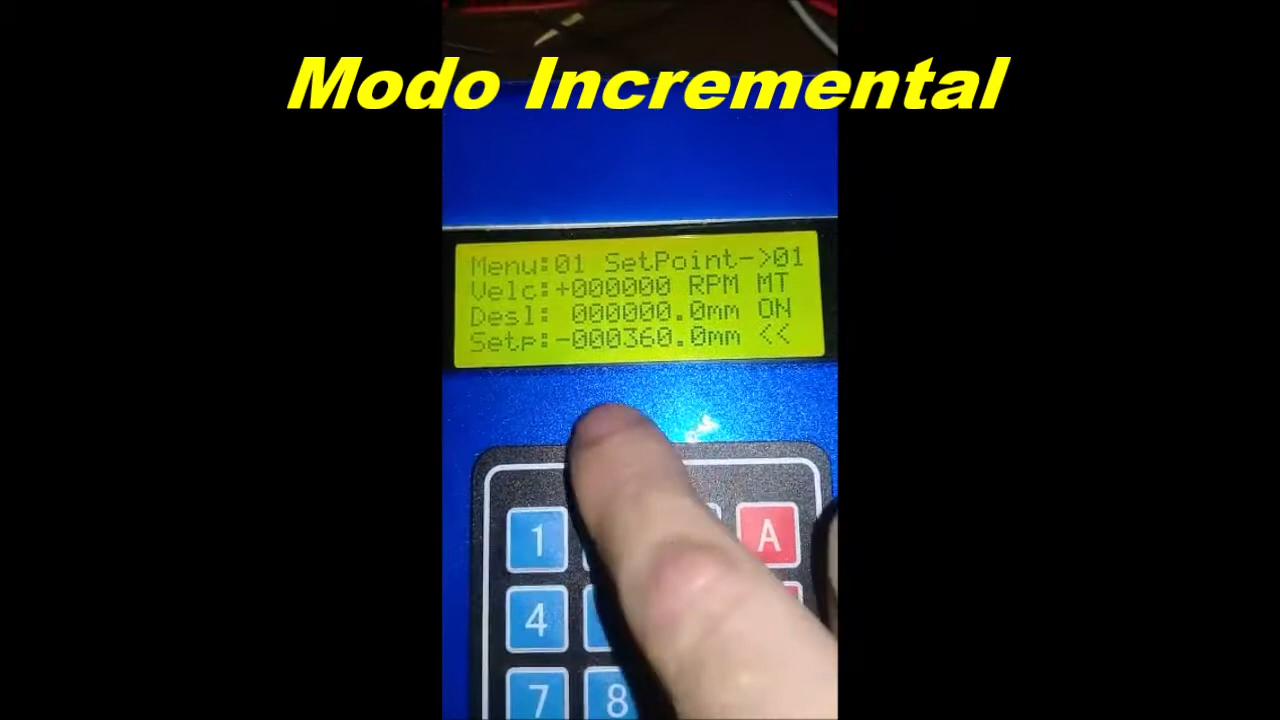 Modo Incremental
Menu:01 SetPoint->01
Velc:+000000 RPM MT
Desl: 000000.0mm ON
Setp:-000360.0mm <<
1
A
4
7
8